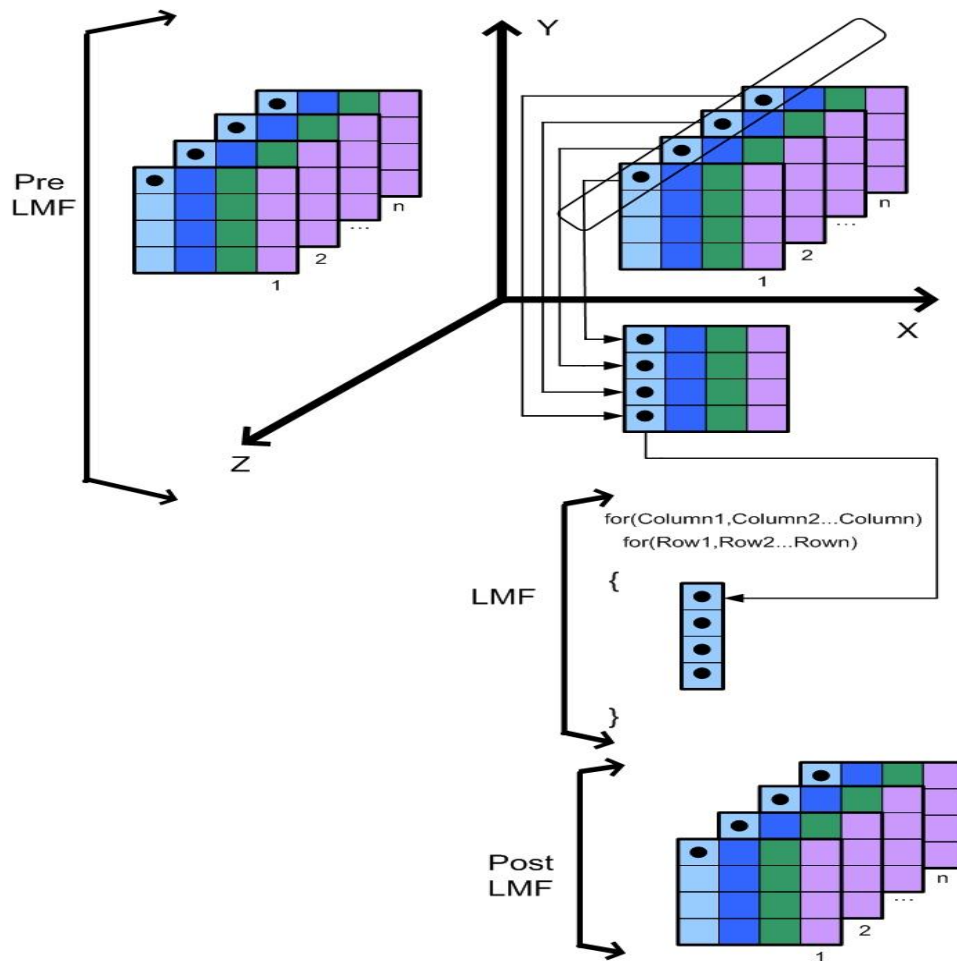 Y
Pre
LMF
n
...
2
1
n
...
2
1
X
Z
for(Column1,Column2...Column)
for(Row1,Row2...Rown)
{
LMF
}
Post
LMF
n
...
2
1